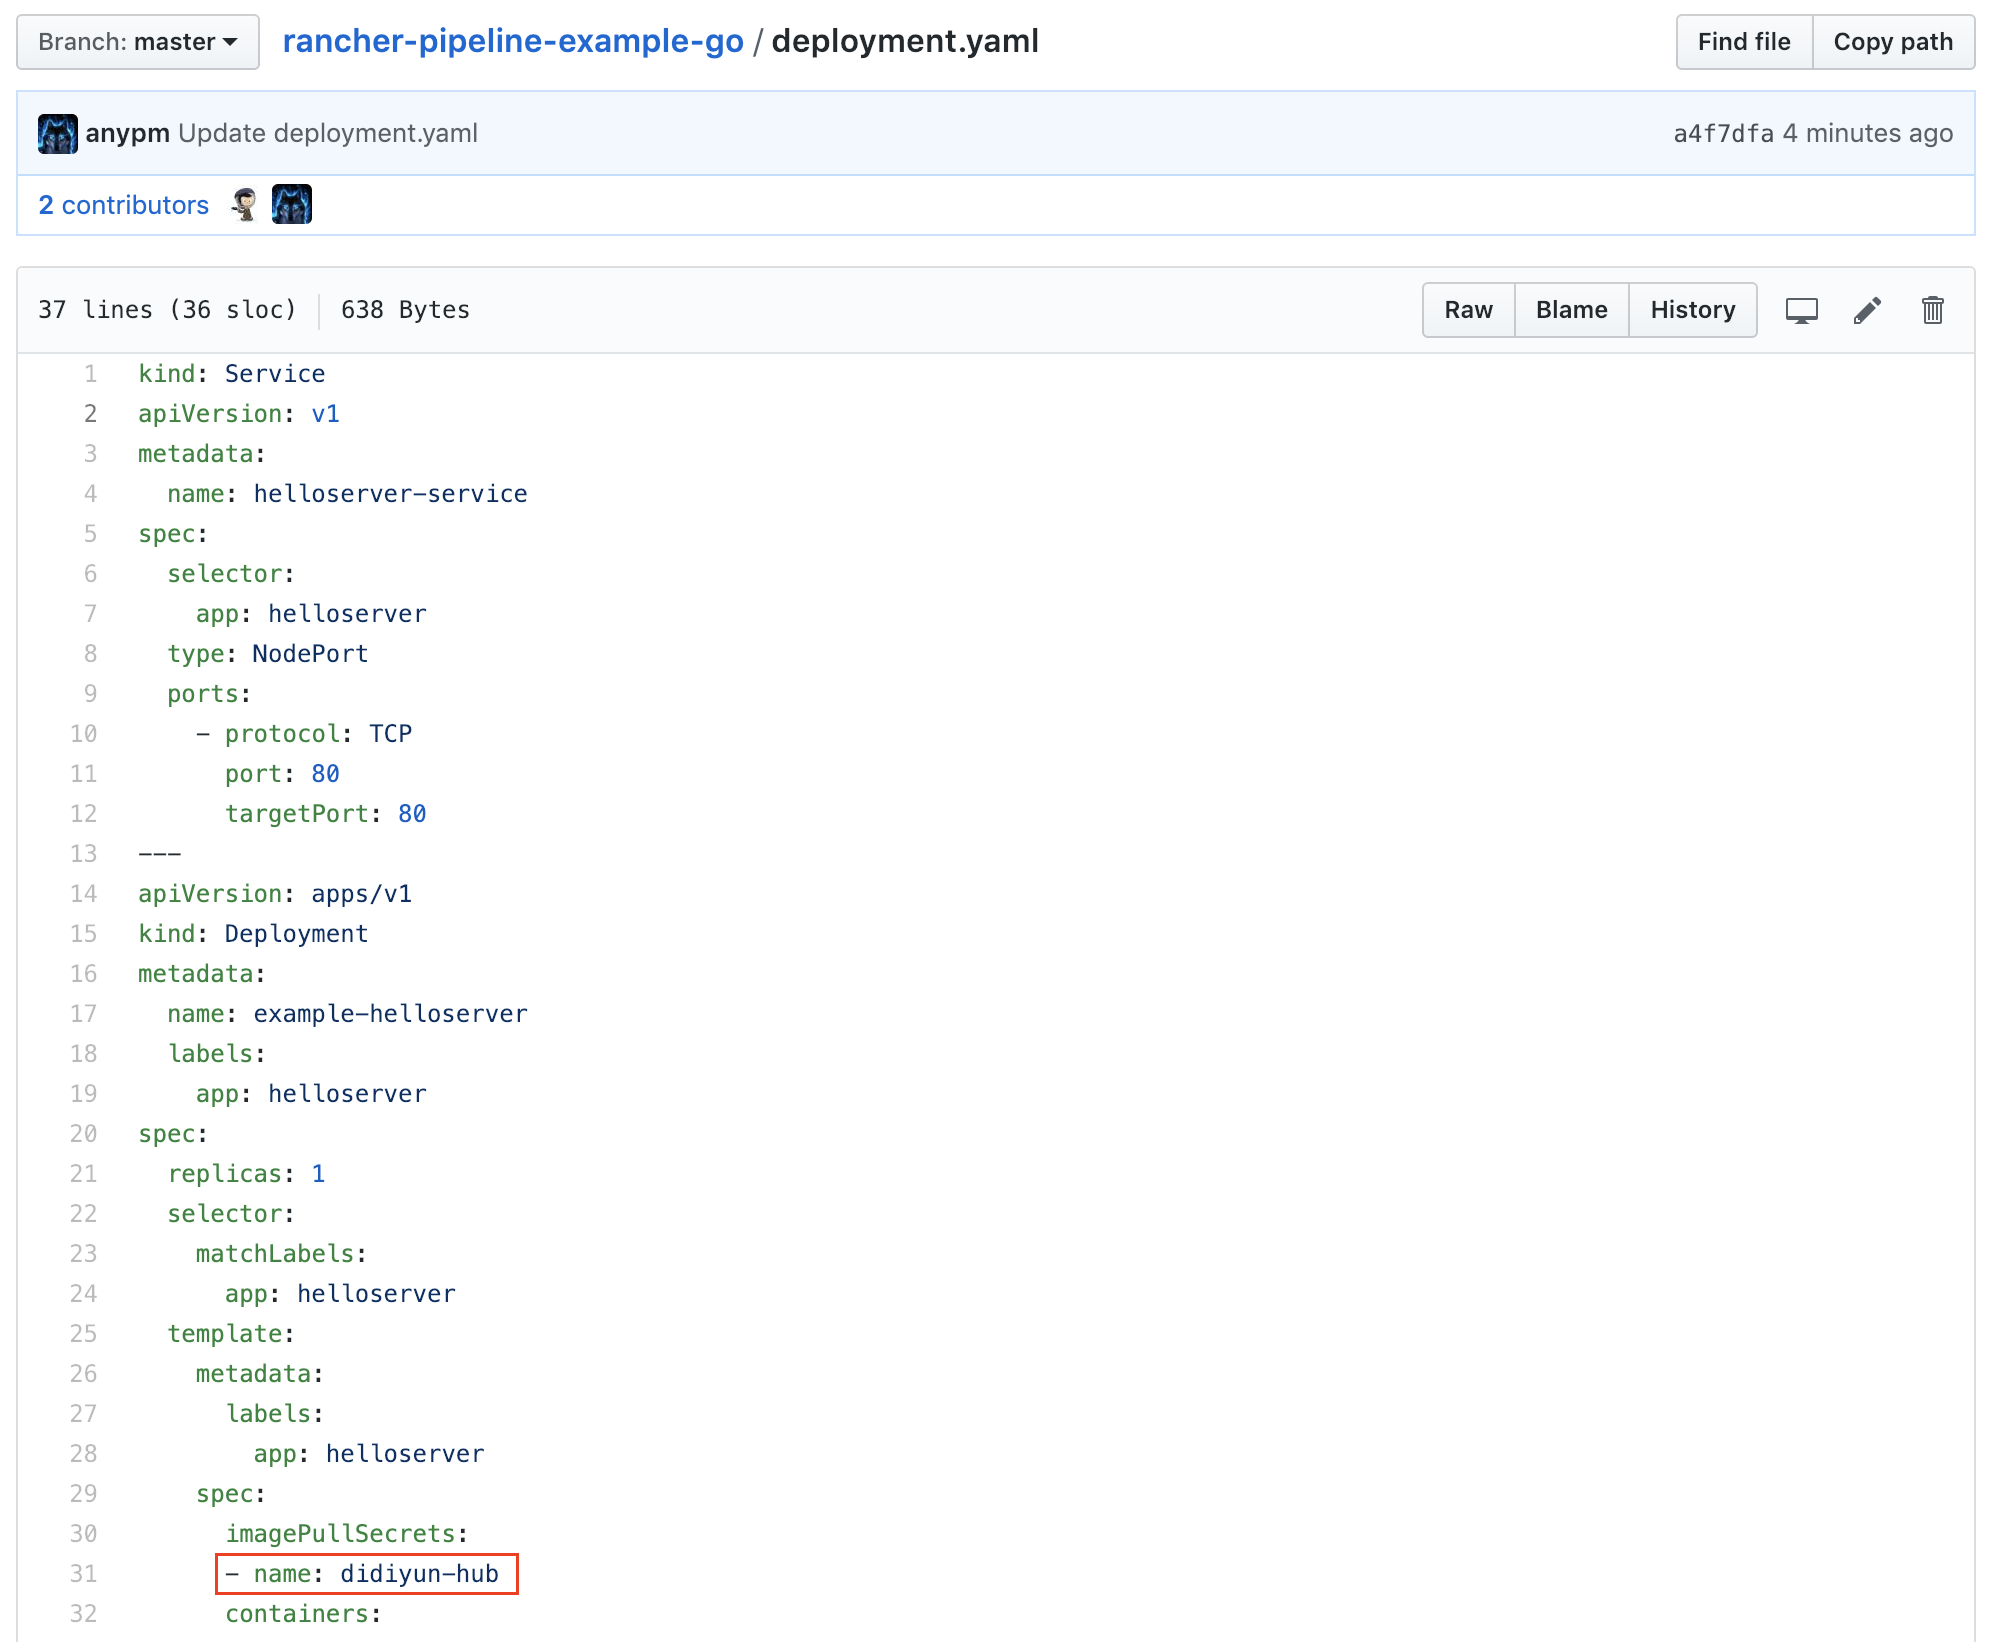 Branch: master
rancher-pipeline-example-go / deployment.yaml
Find file
Copy path
anypm Update deployment.yaml
a4f7dfa 4 minutes ago
2 contributors
37 lines (36 sloc)
638 Bytes
Raw
Blame
History
1 kind: Service
2 apiVersion: v1
3 metadata:
4   name: helloserver-service
5 spec:
6   selector:
7     app: helloserver
8   type: NodePort
9   ports:
10     - protocol: TCP
11       port: 80
12       targetPort: 80
13 ---
14 apiVersion: apps/v1
15 kind: Deployment
16 metadata:
17   name: example-helloserver
18   labels:
19     app: helloserver
20 spec:
21   replicas: 1
22   selector:
23     matchLabels:
24       app: helloserver
25   template:
26     metadata:
27       labels:
28         app: helloserver
29     spec:
30       imagePullSecrets:
31       - name: didiyun-hub
32       containers: